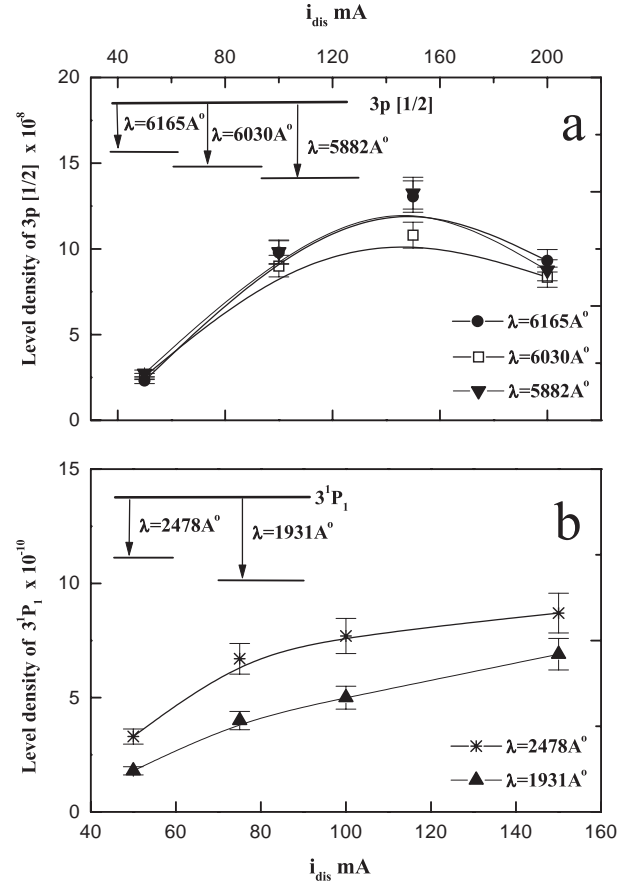 i_dis mA
40 80 120 160 200
20
15
10
5
0
Level density of 3p [1/2] x 10^-8
3p [1/2]
a
λ=6165A°
λ=6030A°
λ=5882A°
λ=6165A°
λ=6030A°
λ=5882A°
15
10
5
0
Level density of 3^1P_1 x 10^-10
3^1P_1
b
λ=2478A°
λ=1931A°
λ=2478A°
λ=1931A°
40 60 80 100 120 140 160
i_dis mA